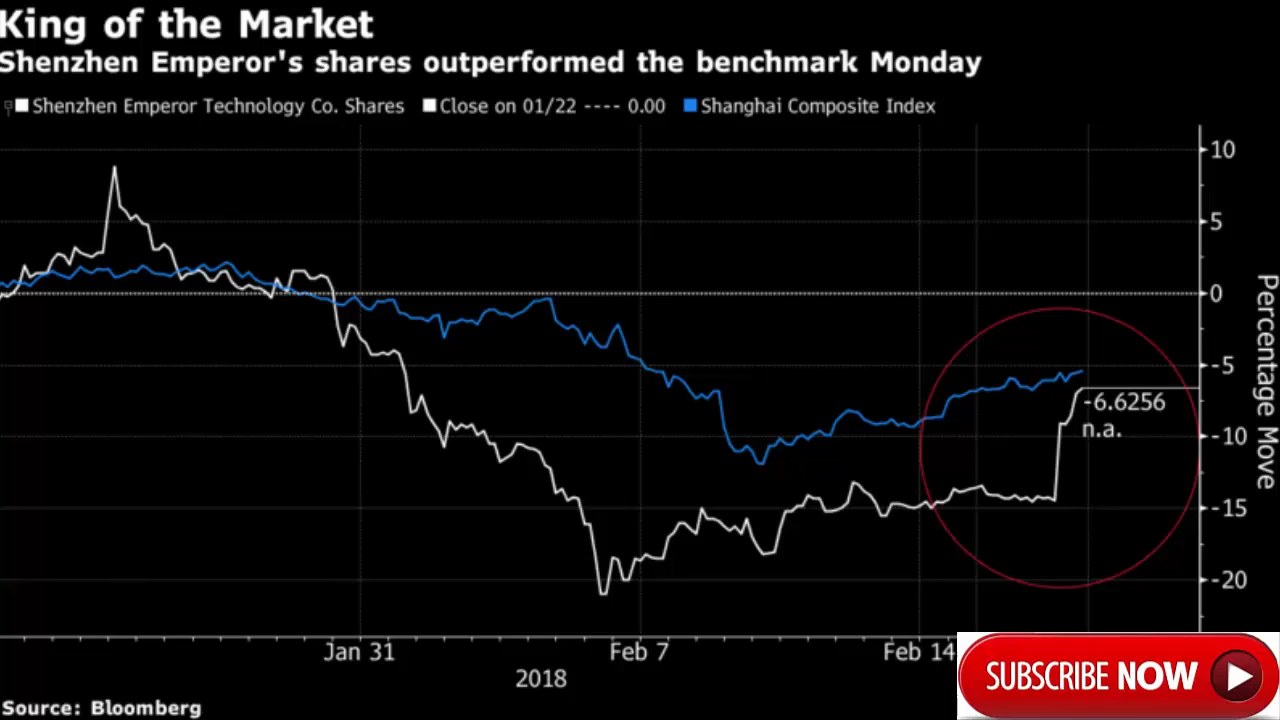 King of the Market
Shenzhen Emperor's shares outperformed the benchmark Monday
Shenzhen Emperor Technology Co. Shares Close on 01/22 ---- 0.00 Shanghai Composite Index
10
5
0
-5
-10
-15
-20
Percentage Move
-6.6256
n.a.
Jan 31 Feb 7 Feb 14
2018
SUBSCRIBE NOW
Source: Bloomberg